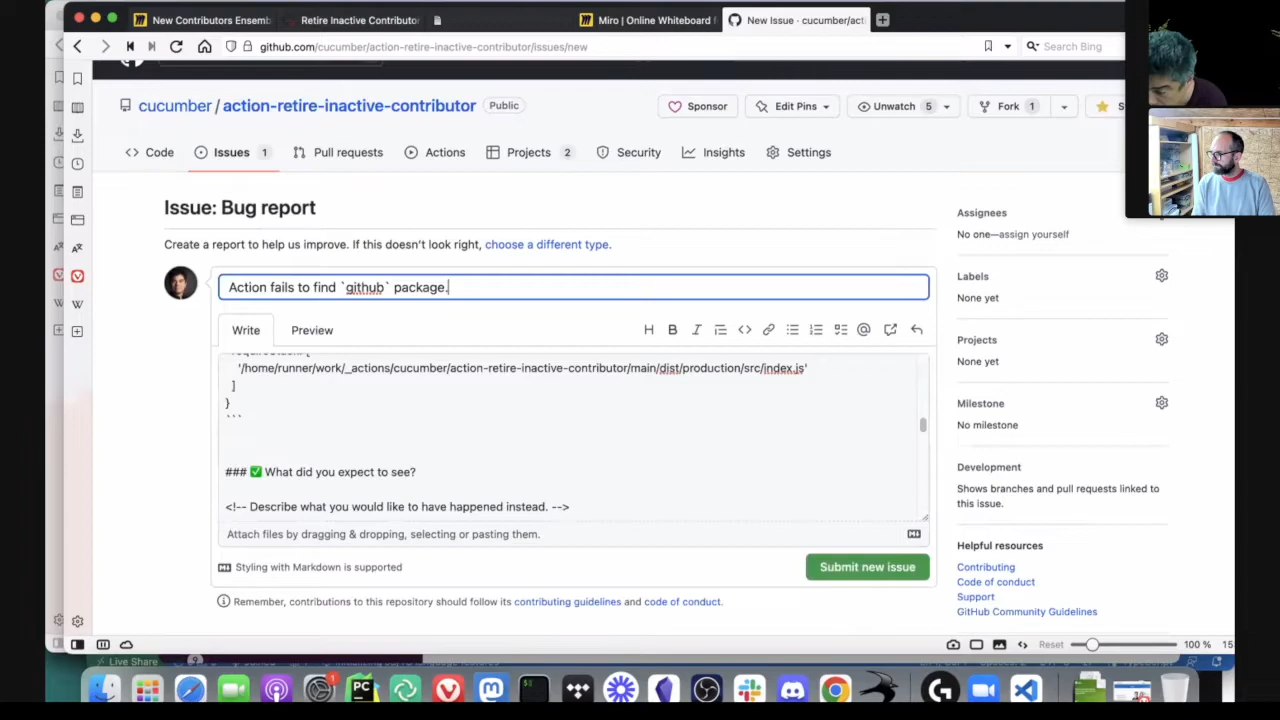 New Contributors Ensemb
Retire Inactive Contributor
Miro | Online Whiteboard f
New Issue · cucumber/act
github.com/cucumber/action-retire-inactive-contributor/issues/new
Search Bing
cucumber / action-retire-inactive-contributor
Public
Sponsor
Edit Pins
Unwatch 5
Fork 1
Code
Issues 1
Pull requests
Actions
Projects 2
Security
Insights
Settings
Issue: Bug report
Create a report to help us improve. If this doesn't look right, choose a different type.
Action fails to find `github` package.
Write
Preview
'/home/runner/work/_actions/cucumber/action-retire-inactive-contributor/main/dist/production/src/index.js'
]
}
```
### ✅ What did you expect to see?
<!-- Describe what you would like to have happened instead. -->
Attach files by dragging & dropping, selecting or pasting them.
Styling with Markdown is supported
Submit new issue
Remember, contributions to this repository should follow its contributing guidelines and code of conduct.
Assignees
No one—assign yourself
Labels
None yet
Projects
None yet
Milestone
No milestone
Development
Shows branches and pull requests linked to
this issue.
Helpful resources
Contributing
Code of conduct
Support
GitHub Community Guidelines
Reset
100 %
15
Live Share
PC